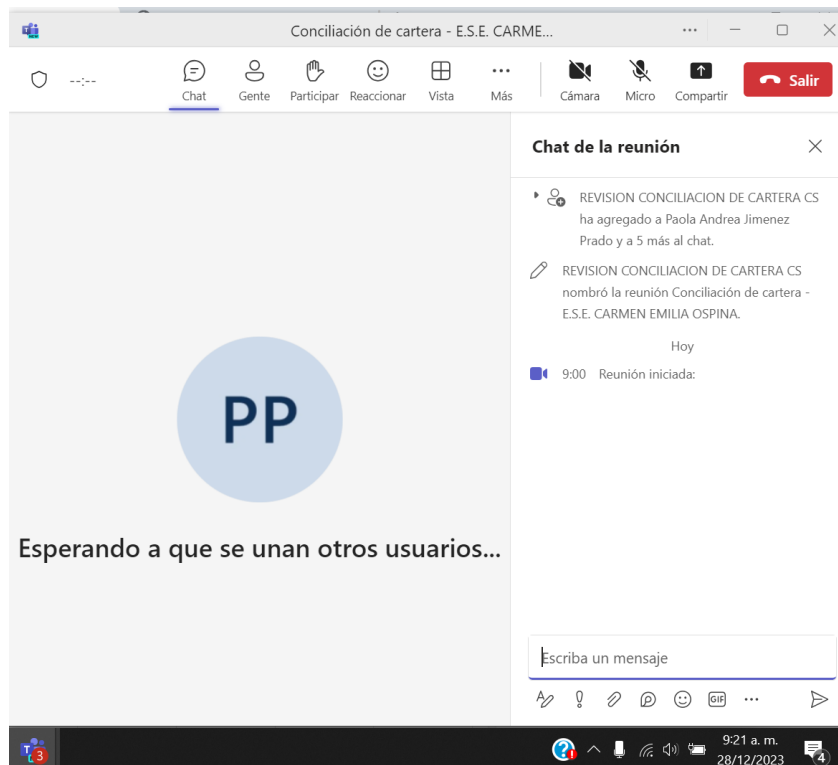 Conciliación de cartera - E.S.E. CARME...
--:--
Chat
Gente
Participar
Reaccionar
Vista
Más
Cámara
Micro
Compartir
Salir
PP
Esperando a que se unan otros usuarios...
Chat de la reunión
REVISION CONCILIACION DE CARTERA CS
ha agregado a Paola Andrea Jimenez
Prado y a 5 más al chat.
REVISION CONCILIACION DE CARTERA CS
nombró la reunión Conciliación de cartera -
E.S.E. CARMEN EMILIA OSPINA.
Hoy
9:00 Reunión iniciada:
Escriba un mensaje
GIF
3
9:21 a. m.
28/12/2023
4